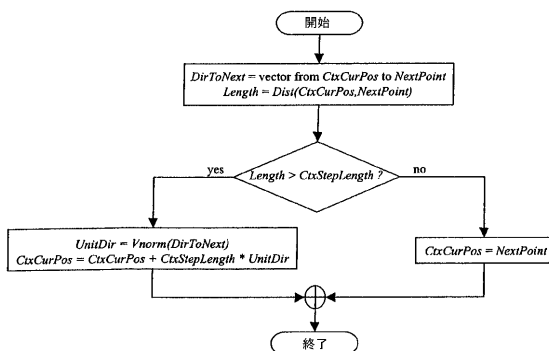 開始
DirToNext = vector from CtxCurPos to NextPoint
Length = Dist(CtxCurPos,NextPoint)
Length > CtxStepLength ?
yes
no
UnitDir = Vnorm(DirToNext)
CtxCurPos = CtxCurPos + CtxStepLength * UnitDir
CtxCurPos = NextPoint
終了